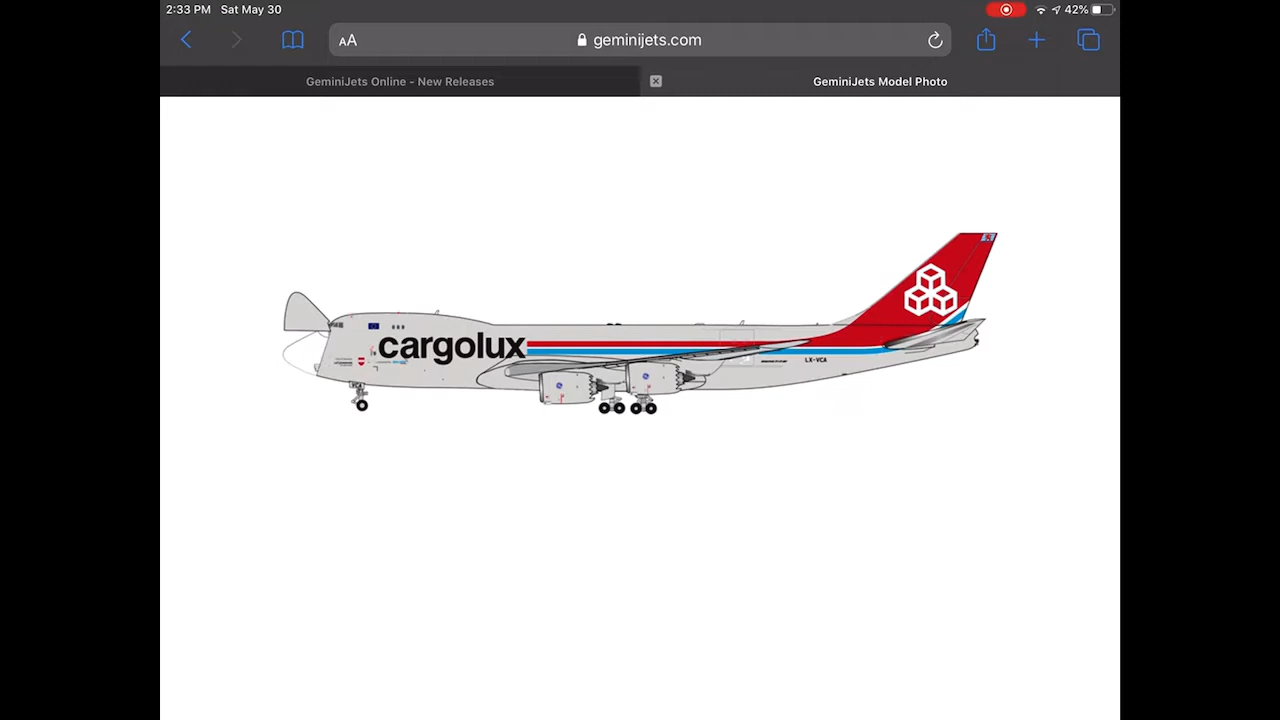 2:33 PM Sat May 30
42%
AA
geminijets.com
GeminiJets Online - New Releases
GeminiJets Model Photo
cargolux
LX-VCA
VCA